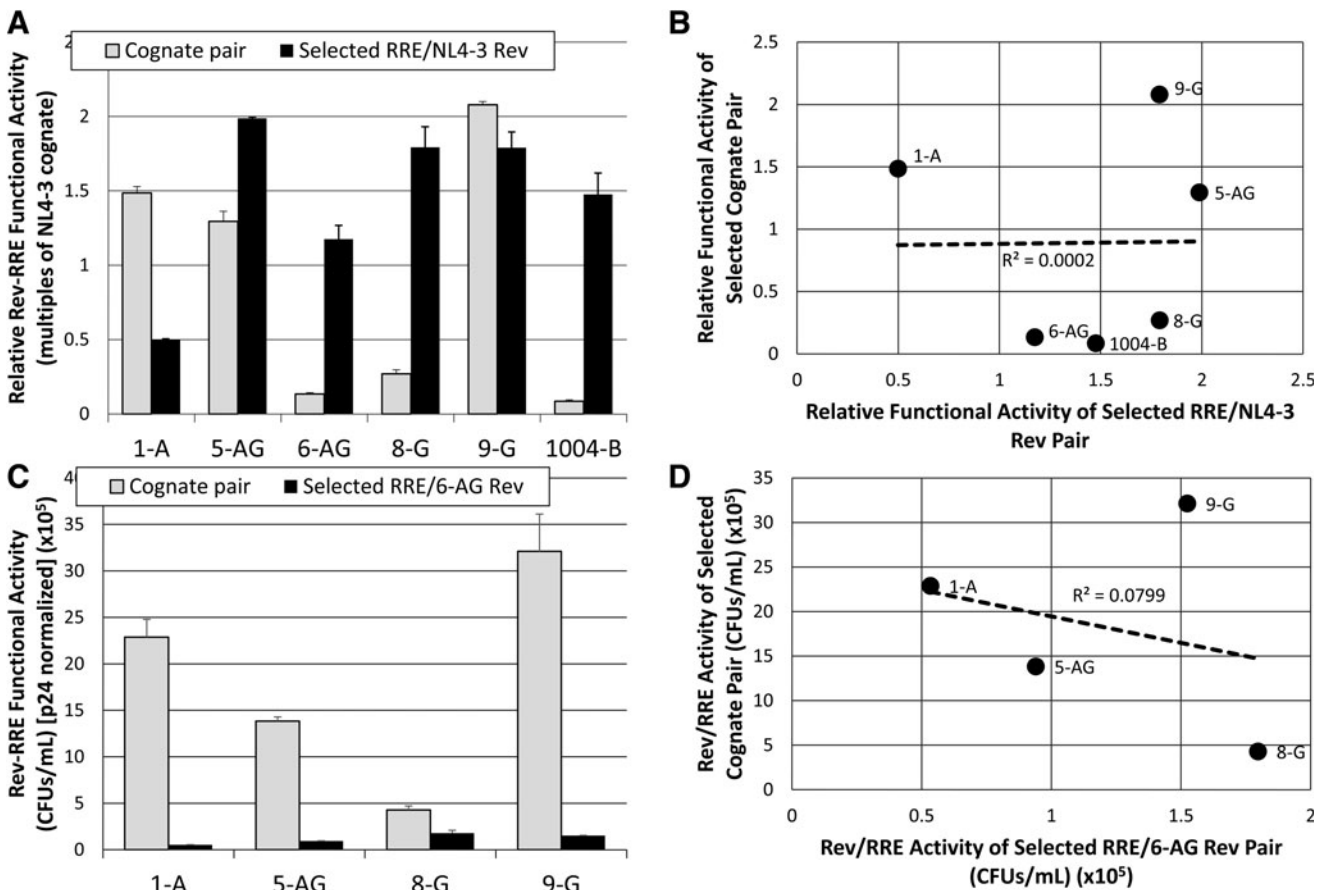 A
Cognate pair
Selected RRE/NL4-3 Rev
Relative Rev-RRE Functional Activity
(multiples of NL4-3 cognate)
2
2
1.5
1
0.5
0
1-A
5-AG
6-AG
8-G
9-G
1004-B
B
Relative Functional Activity of
Selected Cognate Pair
2.5
2
1.5
1
0.5
0
9-G
1-A
5-AG
R² = 0.0002
6-AG
8-G
1004-B
0
0.5
1
1.5
2
2.5
Relative Functional Activity of Selected RRE/NL4-3
Rev Pair
C
Cognate pair
Selected RRE/6-AG Rev
Rev-RRE Functional Activity
(CFUs/mL) [p24 normalized] (x10⁵)
40
35
30
25
20
15
10
5
0
1-A
5-AG
8-G
9-G
D
Rev/RRE Activity of Selected
Cognate Pair (CFUs/mL) (x10⁵)
35
30
25
20
15
10
5
0
9-G
1-A
R² = 0.0799
5-AG
8-G
0
0.5
1
1.5
2
Rev/RRE Activity of Selected RRE/6-AG Rev Pair
(CFUs/mL) (x10⁵)